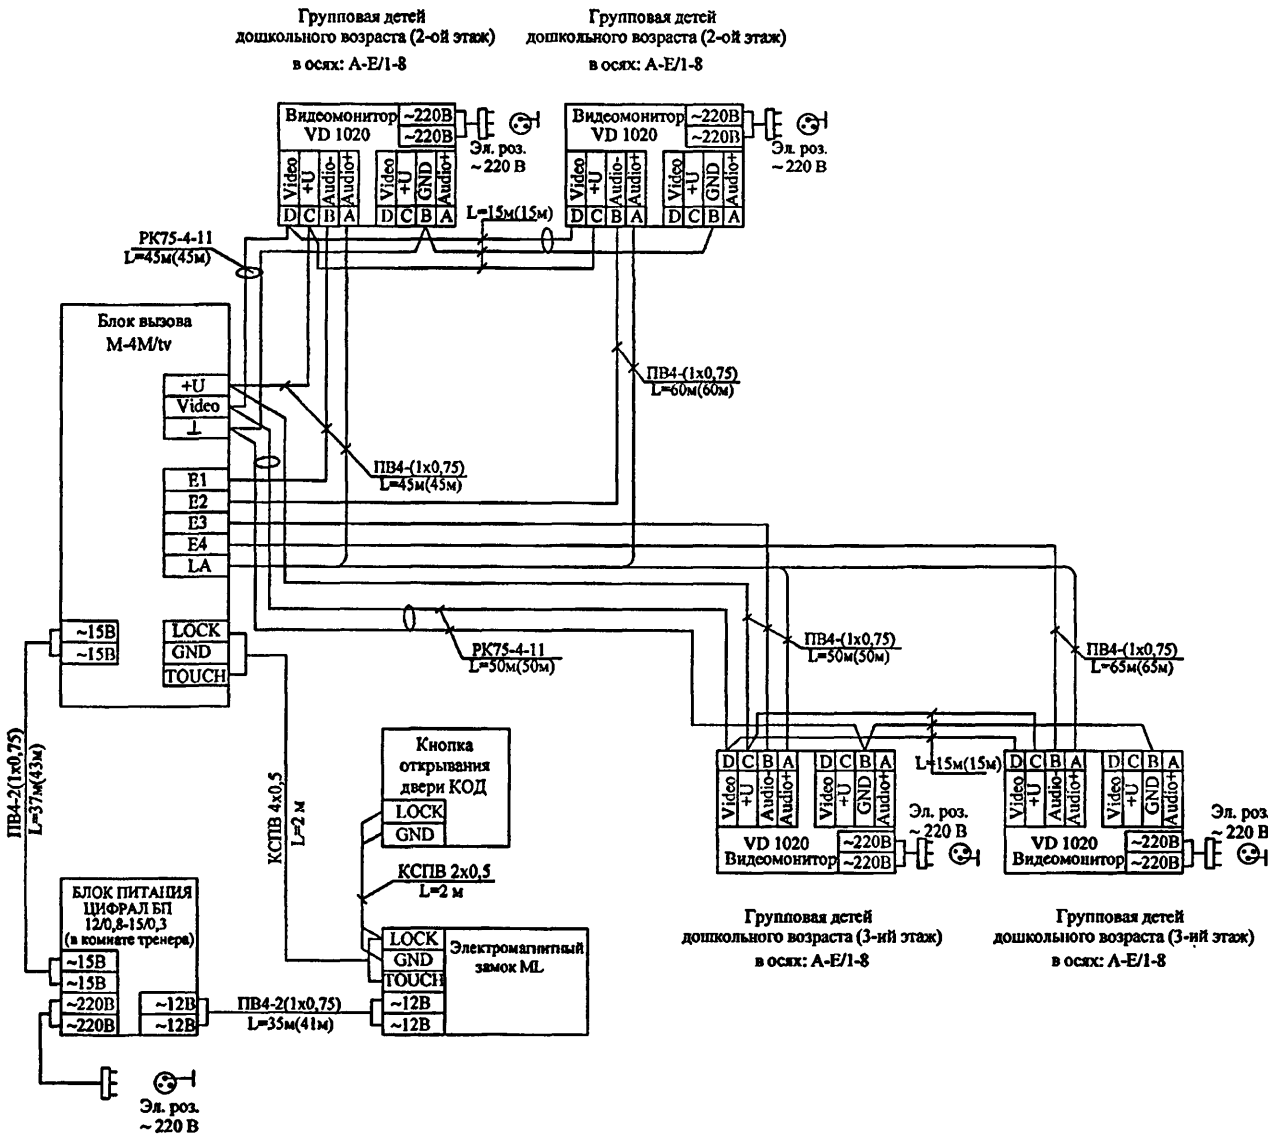 Групповая детей
дошкольного возраста (2-ой этаж)
в осях: А-Е/1-8
Групповая детей
дошкольного возраста (2-ой этаж)
в осях: А-Е/1-8
Видеомонитор
VD 1020
~220В
~220В
Эл. роз.
~ 220 В
Video
+U
Audio-
Audio+
Video
+U
GND
Audio+
D C B A
D C B A
Видеомонитор
VD 1020
~220В
~220В
Эл. роз.
~ 220 В
Video
+U
Audio-
Audio+
Video
+U
GND
Audio+
D C B A
D C B A
L=15м(15м)
РК75-4-11
L=45м(45м)
Блок вызова
М-4М/tv
+U
Video
⊥
E1
E2
E3
E4
LA
~15В
~15В
LOCK
GND
TOUCH
ПВ4-(1х0,75)
L=60м(60м)
ПВ4-(1х0,75)
L=45м(45м)
РК75-4-11
L=50м(50м)
ПВ4-(1х0,75)
L=50м(50м)
ПВ4-(1х0,75)
L=65м(65м)
ПВ4-2(1х0,75)
L=37м(43м)
КСПВ 4х0,5
L=2 м
Кнопка
открывания
двери КОД
LOCK
GND
КСПВ 2х0,5
L=2 м
D C B A
D C B A
Video
+U
Audio-
Audio+
Video
+U
GND
Audio+
VD 1020
Видеомонитор
~220В
~220В
Эл. роз.
~ 220 В
L=15м(15м)
D C B A
D C B A
Video
+U
Audio-
Audio+
Video
+U
GND
Audio+
VD 1020
Видеомонитор
~220В
~220В
Эл. роз.
~ 220 В
Групповая детей
дошкольного возраста (3-ий этаж)
в осях: А-Е/1-8
Групповая детей
дошкольного возраста (3-ий этаж)
в осях: А-Е/1-8
БЛОК ПИТАНИЯ
ЦИФРАЛ БП
12/0,8-15/0,3
(в комнате тренера)
~15В
~15В
~220В
~220В
~12В
~12В
ПВ4-2(1х0,75)
L=35м(41м)
LOCK
GND
TOUCH
~12В
~12В
Электромагнитный
замок ML
Эл. роз.
~ 220 В